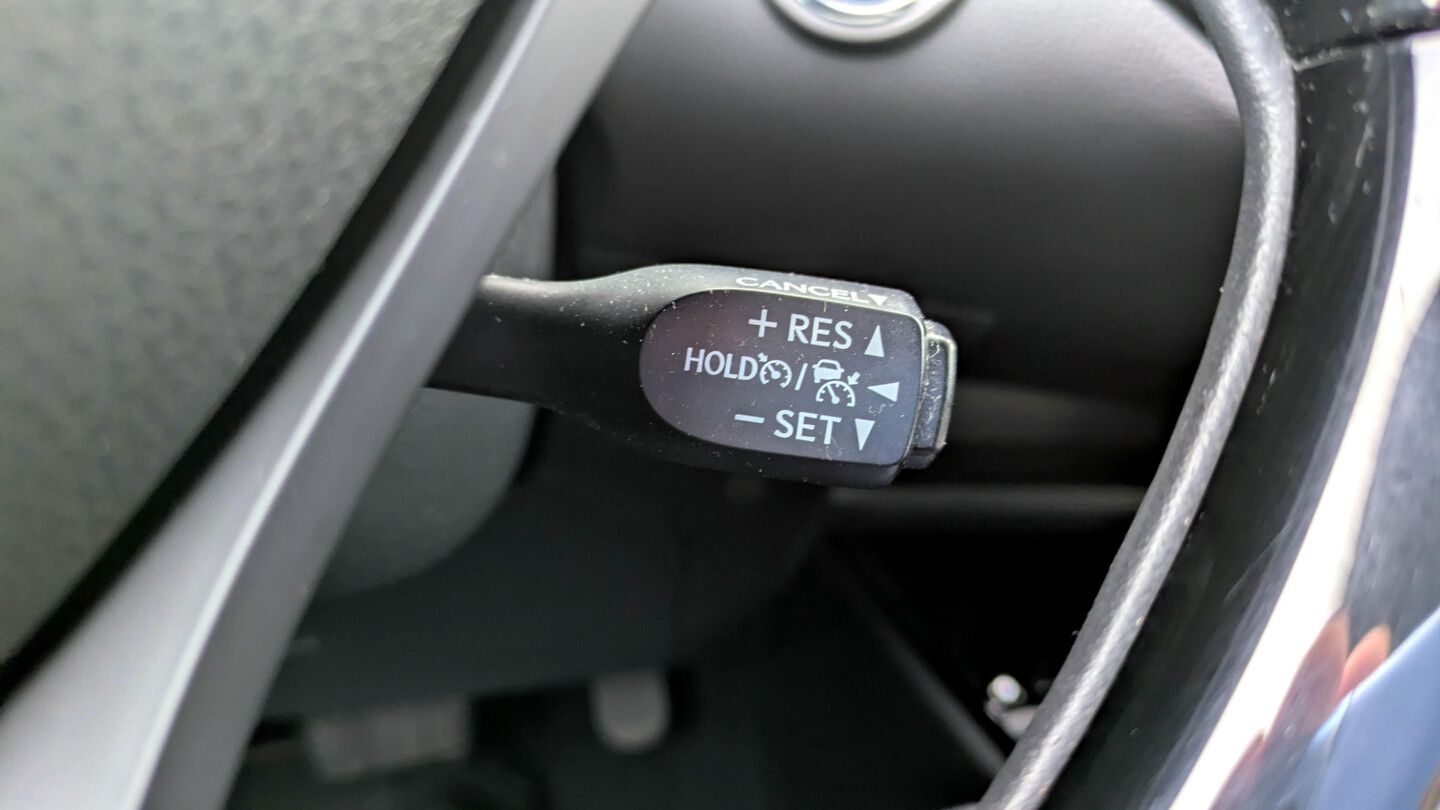 CANCEL▼
+ RES ▲
HOLD / ◀
− SET ▼